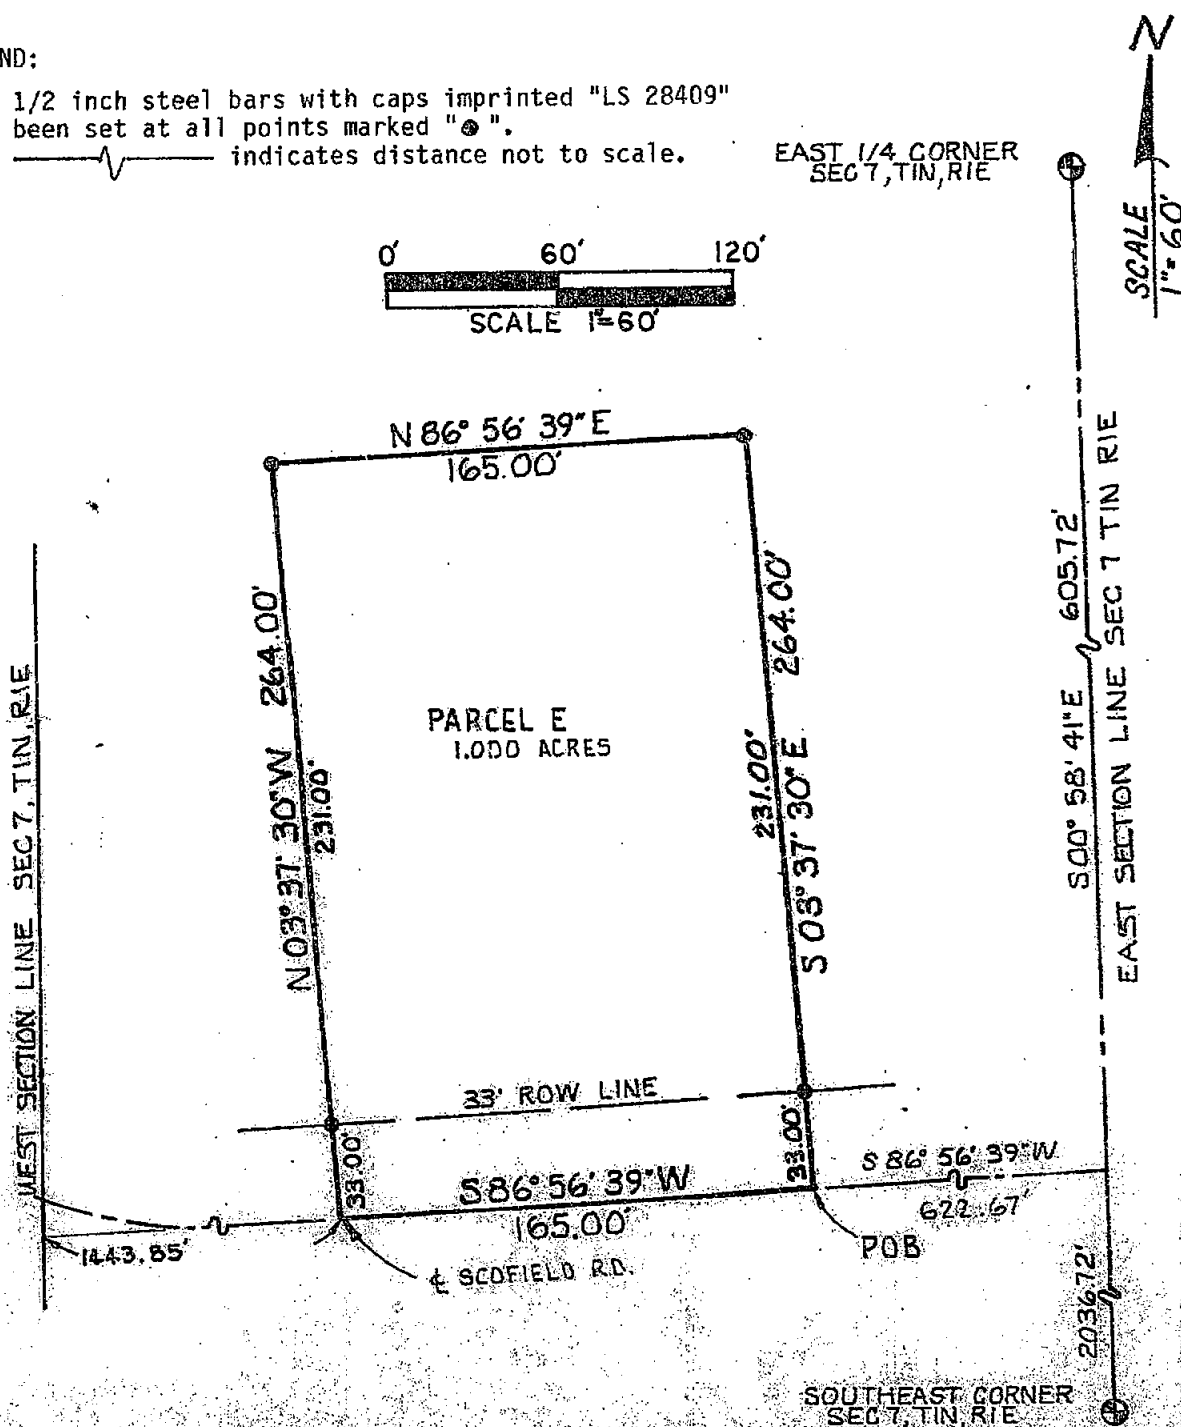 ND:
1/2 inch steel bars with caps imprinted "LS 28409"
been set at all points marked " ".
indicates distance not to scale.
N
EAST 1/4 CORNER
SEC 7, T1N, R1E
SCALE
1"= 60'
0' 60' 120'
SCALE 1"=60'
N 86° 56' 39" E
165.00'
N 03° 37' 30" W 264.00'
231.00'
PARCEL E
1.000 ACRES
264.00'
231.00'
S 03° 37' 30" E
S 00° 58' 41" E 605.72'
EAST SECTION LINE SEC 7 T1N R1E
WEST SECTION LINE SEC 7, T1N, R1E
33' ROW LINE
33.00'
33.00'
S 86° 56' 39" W
165.00'
S 86° 56' 39" W
622.67'
1443.85'
℄ SCOFIELD RD.
POB
2036.72'
SOUTHEAST CORNER
SEC 7, T1N, R1E